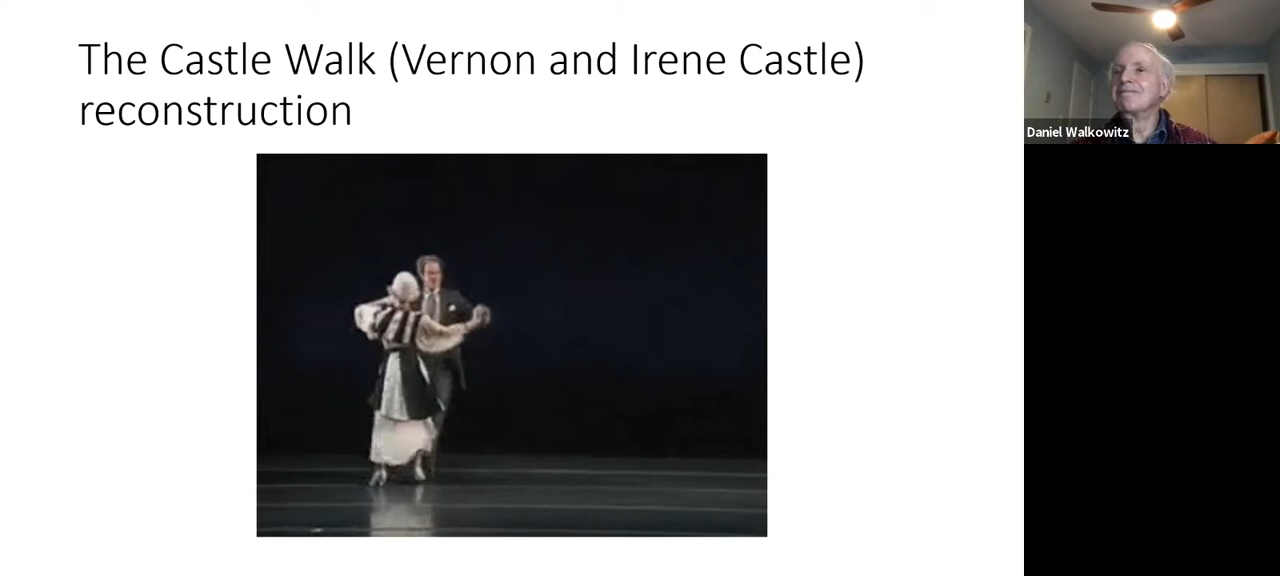 The Castle Walk (Vernon and Irene Castle)
reconstruction
Daniel Walkowitz